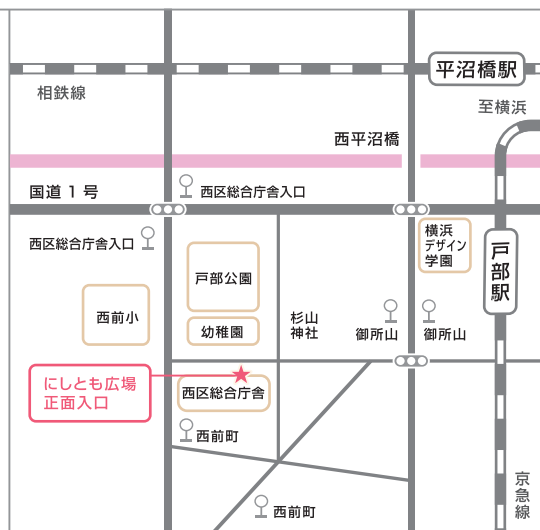 平沼橋駅
相鉄線
至横浜
西平沼橋
国道1号
西区総合庁舎入口
西区総合庁舎入口
横浜
デザイン
学園
戸部駅
戸部公園
西前小
杉山
神社
幼稚園
御所山
御所山
にしとも広場
正面入口
西区総合庁舎
西前町
京急線
西前町